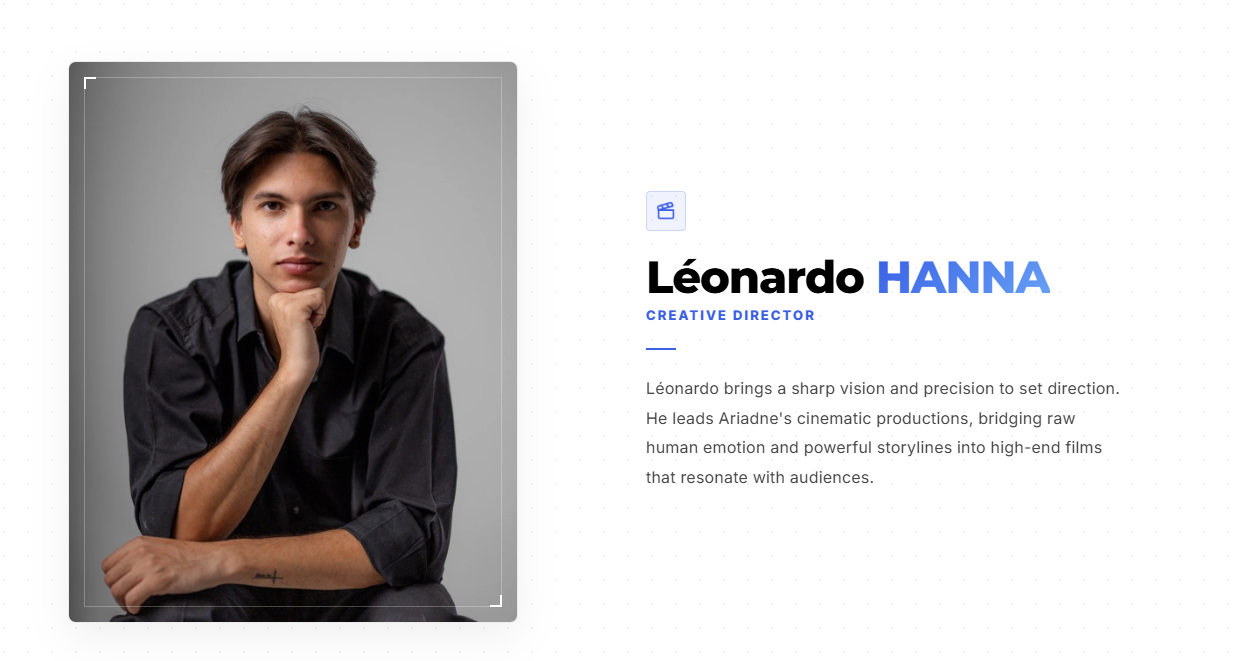 Léonardo HANNA
CREATIVE DIRECTOR
Léonardo brings a sharp vision and precision to set direction.
He leads Ariadne's cinematic productions, bridging raw
human emotion and powerful storylines into high-end films
that resonate with audiences.